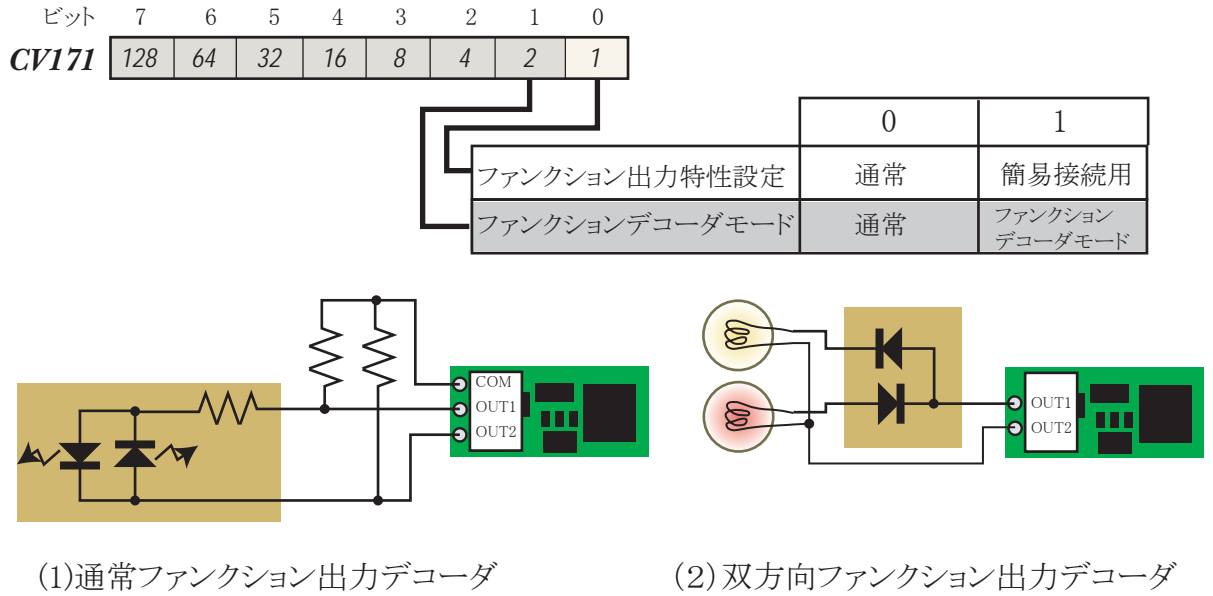 ビット 7 6 5 4 3 2 1 0
CV171 128 64 32 16 8 4 2 1
0 1
ファンクション出力特性設定 通常 簡易接続用
ファンクションデコーダモード 通常 ファンクション
デコーダモード
COM
OUT1
OUT2
OUT1
OUT2
(1)通常ファンクション出力デコーダ
(2)双方向ファンクション出力デコーダ